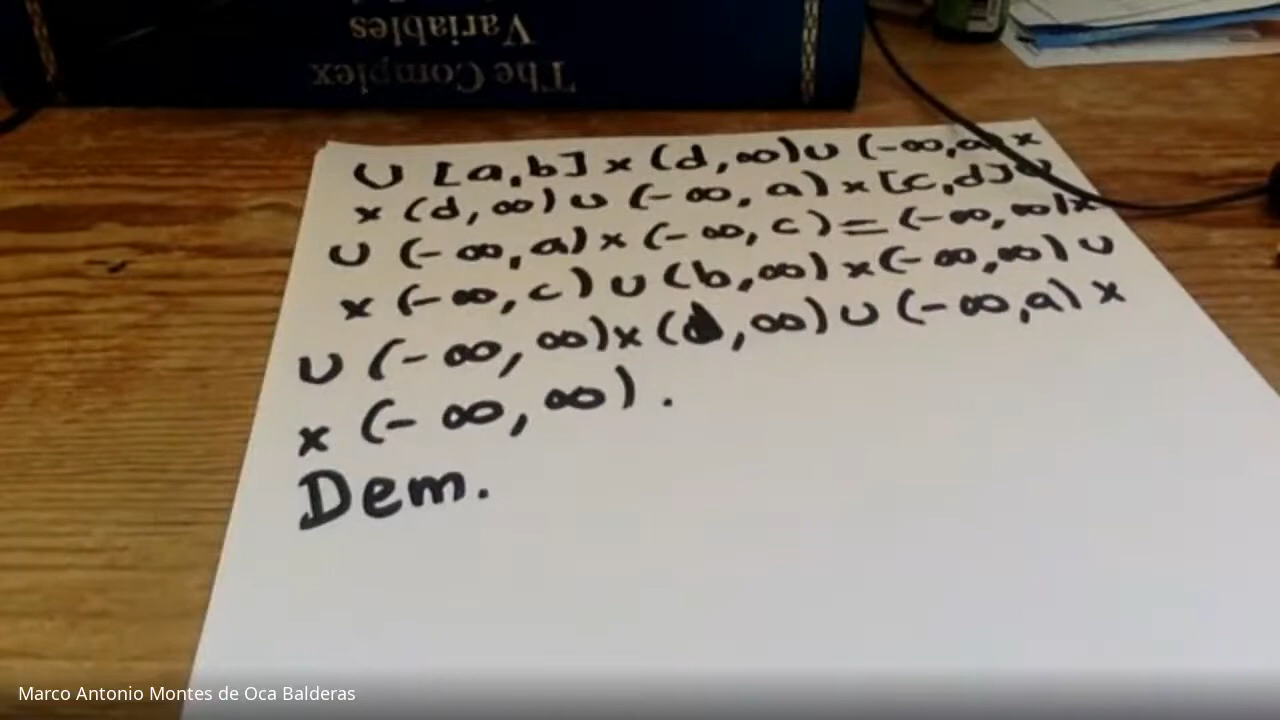 Variables
The Complex
∪ [a,b] × (d,∞) ∪ (-∞,a) ×
× (d,∞) ∪ (-∞,a) × [c,d] ∪
∪ (-∞,a) × (-∞,c) = (-∞,∞) ×
× (-∞,c) ∪ (b,∞) × (-∞,∞) ∪
∪ (-∞,∞) × (d,∞) ∪ (-∞,a) ×
× (-∞,∞).
Dem.
Marco Antonio Montes de Oca Balderas